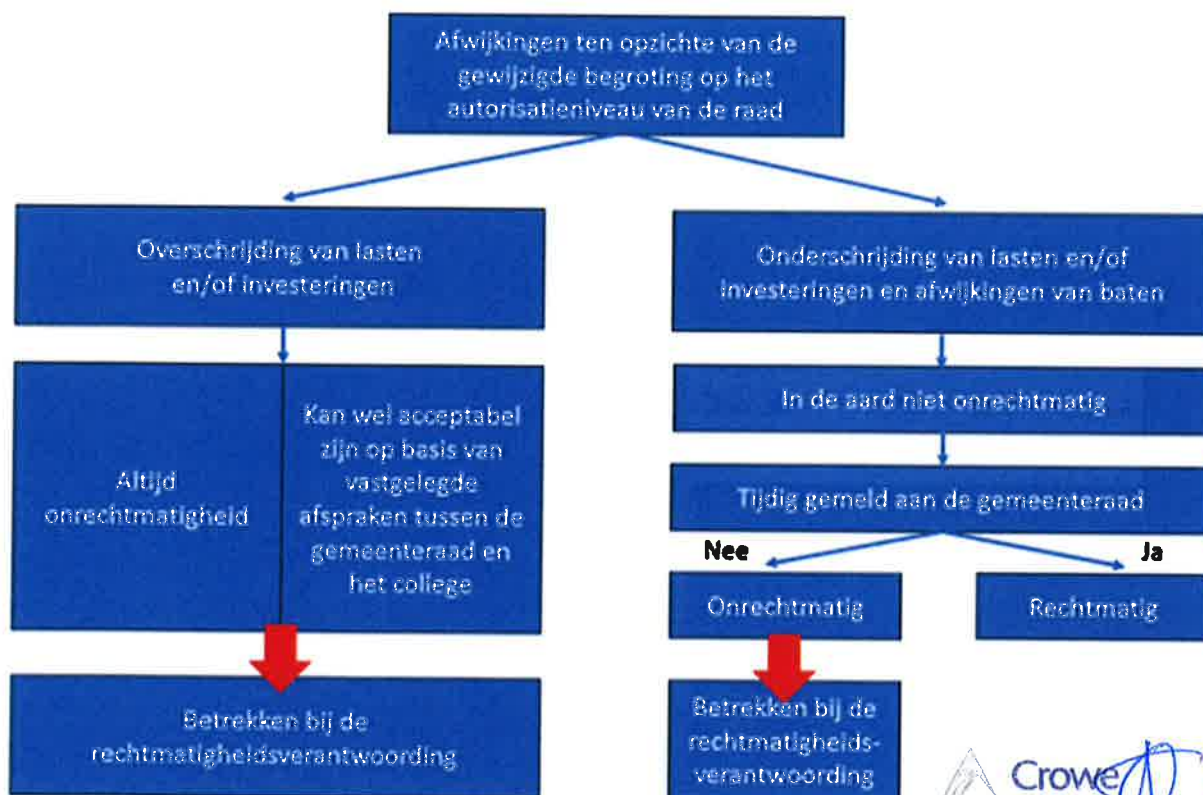 Afwijkingen ten opzichte van de
gewijzigde begroting op het
autorisatieniveau van de raad
Overschrijding van lasten
en/of investeringen
Onderschrijding van lasten en/of
investeringen en afwijkingen van baten
Altijd
onrechtmatigheid
Kan wel acceptabel
zijn op basis van
vastgelegde
afspraken tussen de
gemeenteraad en
het college
In de aard niet onrechtmatig
Tijdig gemeld aan de gemeenteraad
Nee
Ja
Onrechtmatig
Rechtmatig
Betrekken bij de
rechtmatigheidsverantwoording
Betrekken bij de
rechtmatigheids-
verantwoording
Crowe